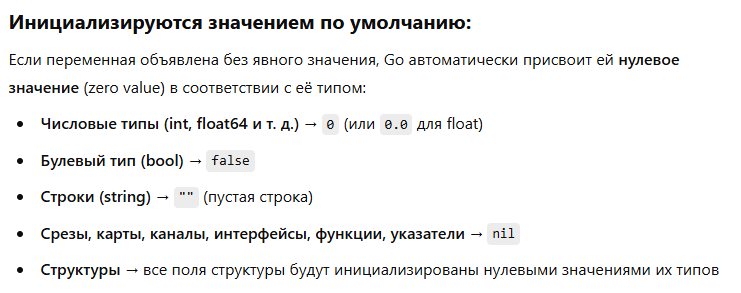 Инициализируются значением по умолчанию:
Если переменная объявлена без явного значения, Go автоматически присвоит ей нулевое
значение (zero value) в соответствии с её типом:
• Числовые типы (int, float64 и т. д.) → 0 (или 0.0 для float)
• Булевый тип (bool) → false
• Строки (string) → "" (пустая строка)
• Срезы, карты, каналы, интерфейсы, функции, указатели → nil
• Структуры → все поля структуры будут инициализированы нулевыми значениями их типов